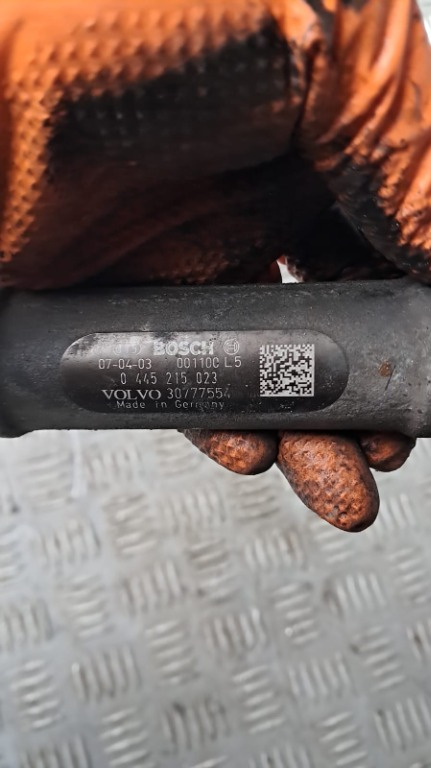 BOSCH
07-04-03 00110C L5
0 445 215 023
VOLVO 30777554
Made in Germany